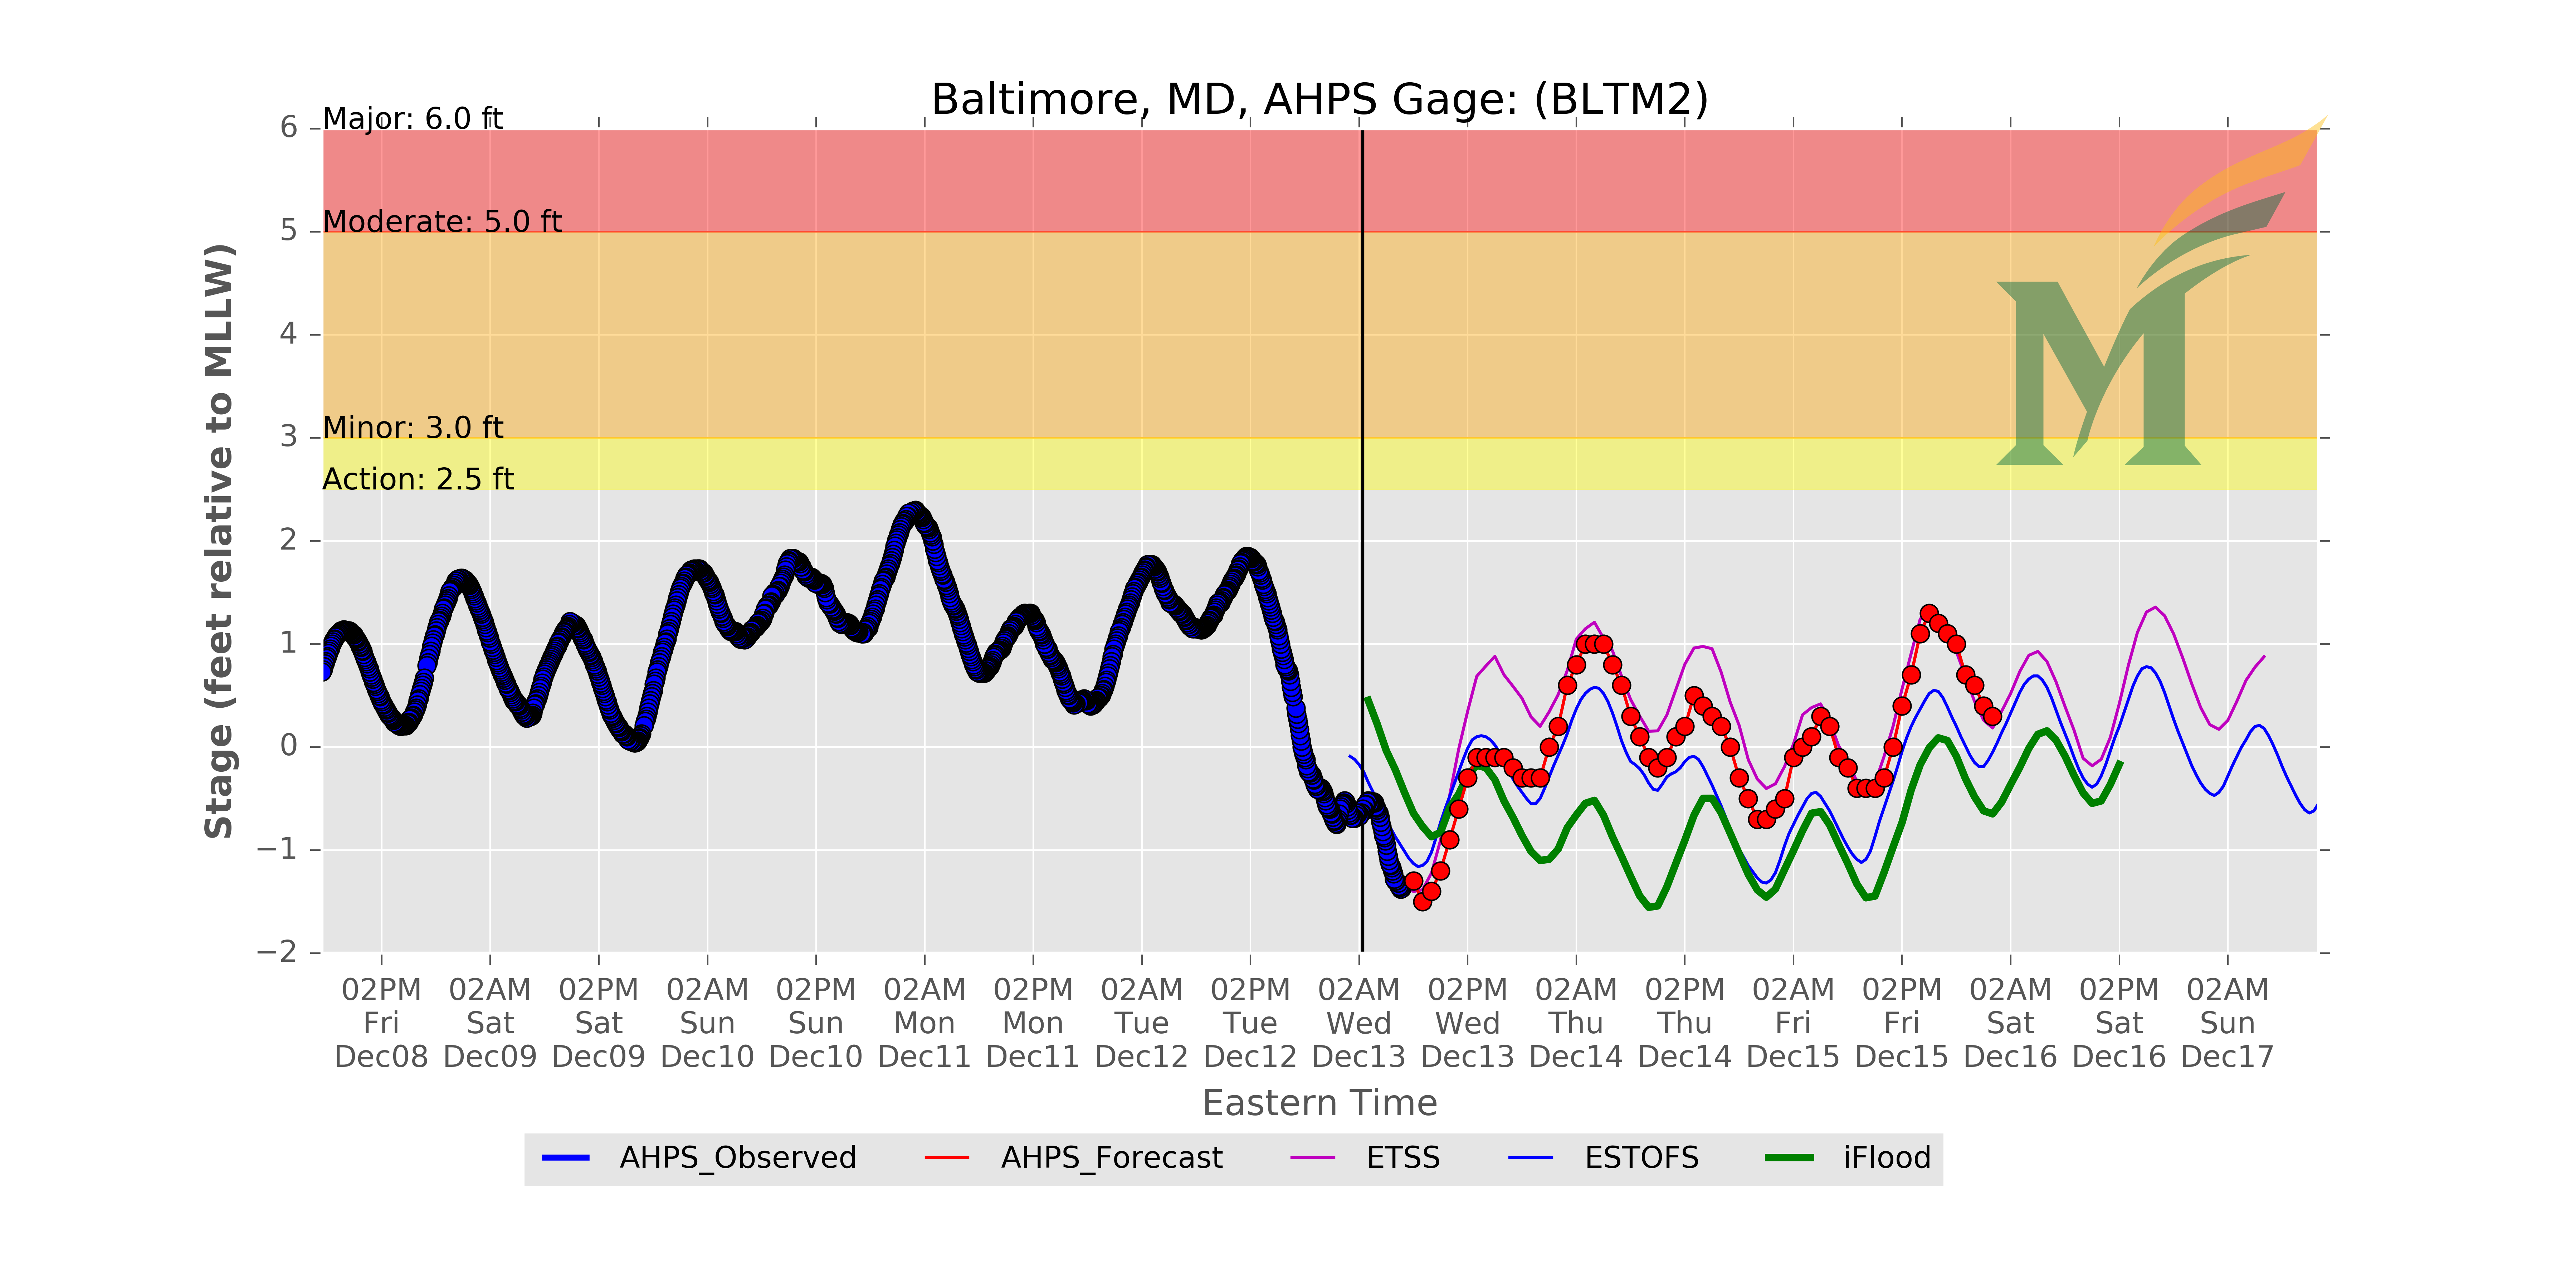 Baltimore, MD, AHPS Gage: (BLTM2)
Stage (feet relative to MLLW)
6
5
4
3
2
1
0
−1
−2
Major: 6.0 ft
Moderate: 5.0 ft
Minor: 3.0 ft
Action: 2.5 ft
M
02PM 02AM 02PM 02AM 02PM 02AM 02PM 02AM 02PM 02AM 02PM 02AM 02PM 02AM 02PM 02AM 02PM 02AM
Fri Sat Sat Sun Sun Mon Mon Tue Tue Wed Wed Thu Thu Fri Fri Sat Sat Sun
Dec08 Dec09 Dec09 Dec10 Dec10 Dec11 Dec11 Dec12 Dec12 Dec13 Dec13 Dec14 Dec14 Dec15 Dec15 Dec16 Dec16 Dec17
Eastern Time
AHPS_Observed AHPS_Forecast ETSS ESTOFS iFlood